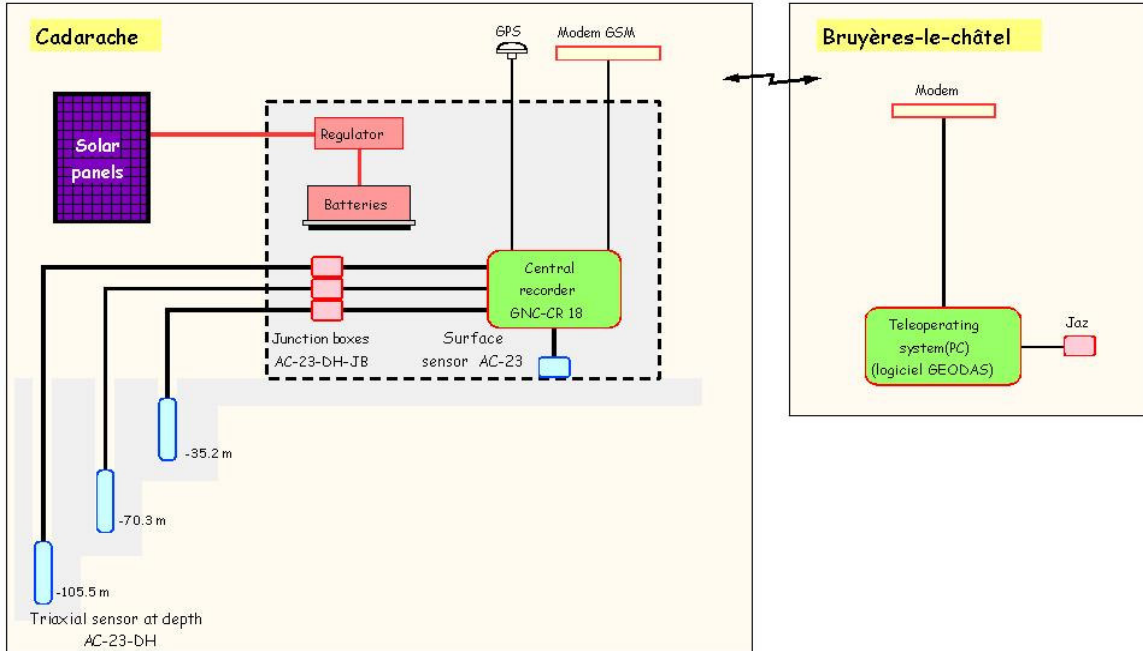 Cadarache
GPS
Modem GSM
Solar
panels
Regulator
Batteries
Central
recorder
GNC-CR 18
Junction boxes
AC-23-DH-JB
Surface
sensor AC-23
-35.2 m
-70.3 m
-105.5 m
Triaxial sensor at depth
AC-23-DH
Bruyères-le-châtel
Modem
Teleoperating
system(PC)
(logiciel GEODAS)
Jaz